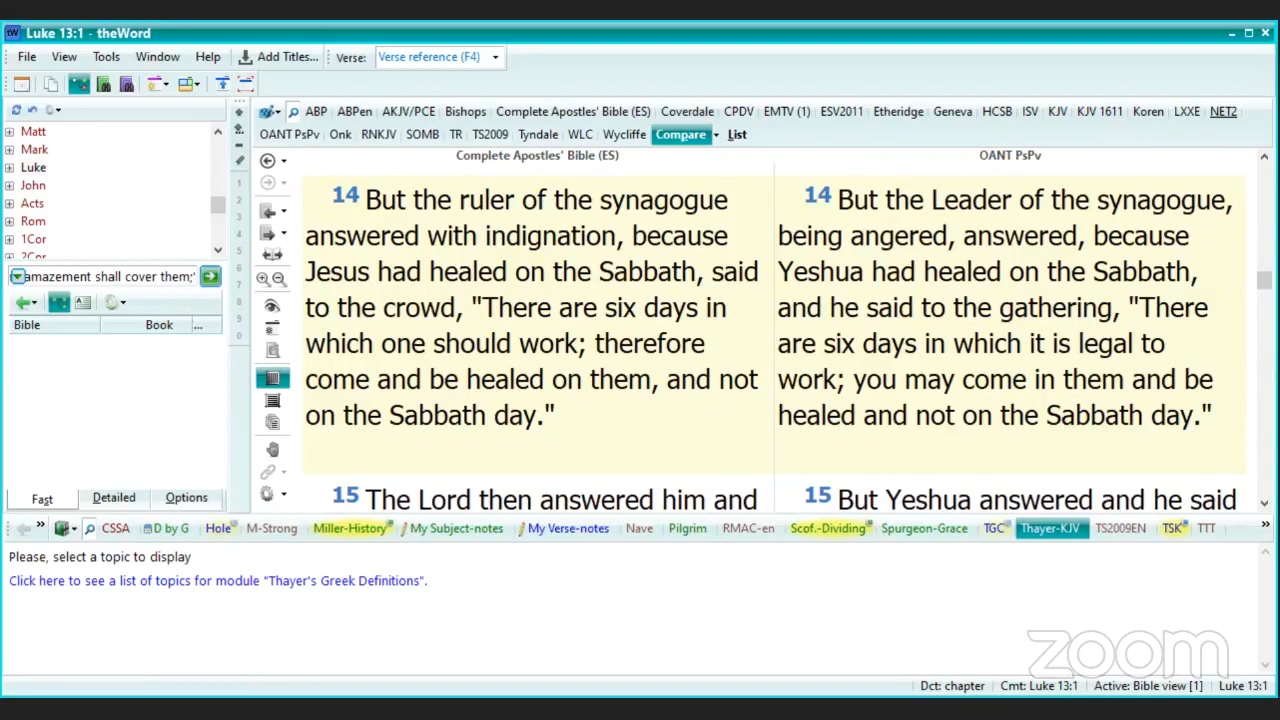 Luke 13:1 - theWord
File View Tools Window Help Add Titles... Verse: Verse reference (F4)
ABP ABPen AKJV/PCE Bishops Complete Apostles' Bible (ES) Coverdale CPDV EMTV (1) ESV2011 Etheridge Geneva HCSB ISV KJV KJV 1611 Koren LXXE NET2
OANT PsPv Onk RNKJV SOMB TR TS2009 Tyndale WLC Wycliffe Compare List
Matt
Mark
Luke
John
Acts
Rom
1Cor
2Cor
amazement shall cover them;
Bible Book ...
Fast Detailed Options
1
2
3
4
5
6
7
8
9
0
Complete Apostles' Bible (ES)
14 But the ruler of the synagogue
answered with indignation, because
Jesus had healed on the Sabbath, said
to the crowd, "There are six days in
which one should work; therefore
come and be healed on them, and not
on the Sabbath day."
15 The Lord then answered him and
OANT PsPv
14 But the Leader of the synagogue,
being angered, answered, because
Yeshua had healed on the Sabbath,
and he said to the gathering, "There
are six days in which it is legal to
work; you may come in them and be
healed and not on the Sabbath day."
15 But Yeshua answered and he said
CSSA D by G Hole M-Strong Miller-History My Subject-notes My Verse-notes Nave Pilgrim RMAC-en Scof.-Dividing Spurgeon-Grace TGC Thayer-KJV TS2009EN TSK TTT
Please, select a topic to display
Click here to see a list of topics for module "Thayer's Greek Definitions".
zoom
Dct: chapter Cmt: Luke 13:1 Active: Bible view [1] Luke 13:1